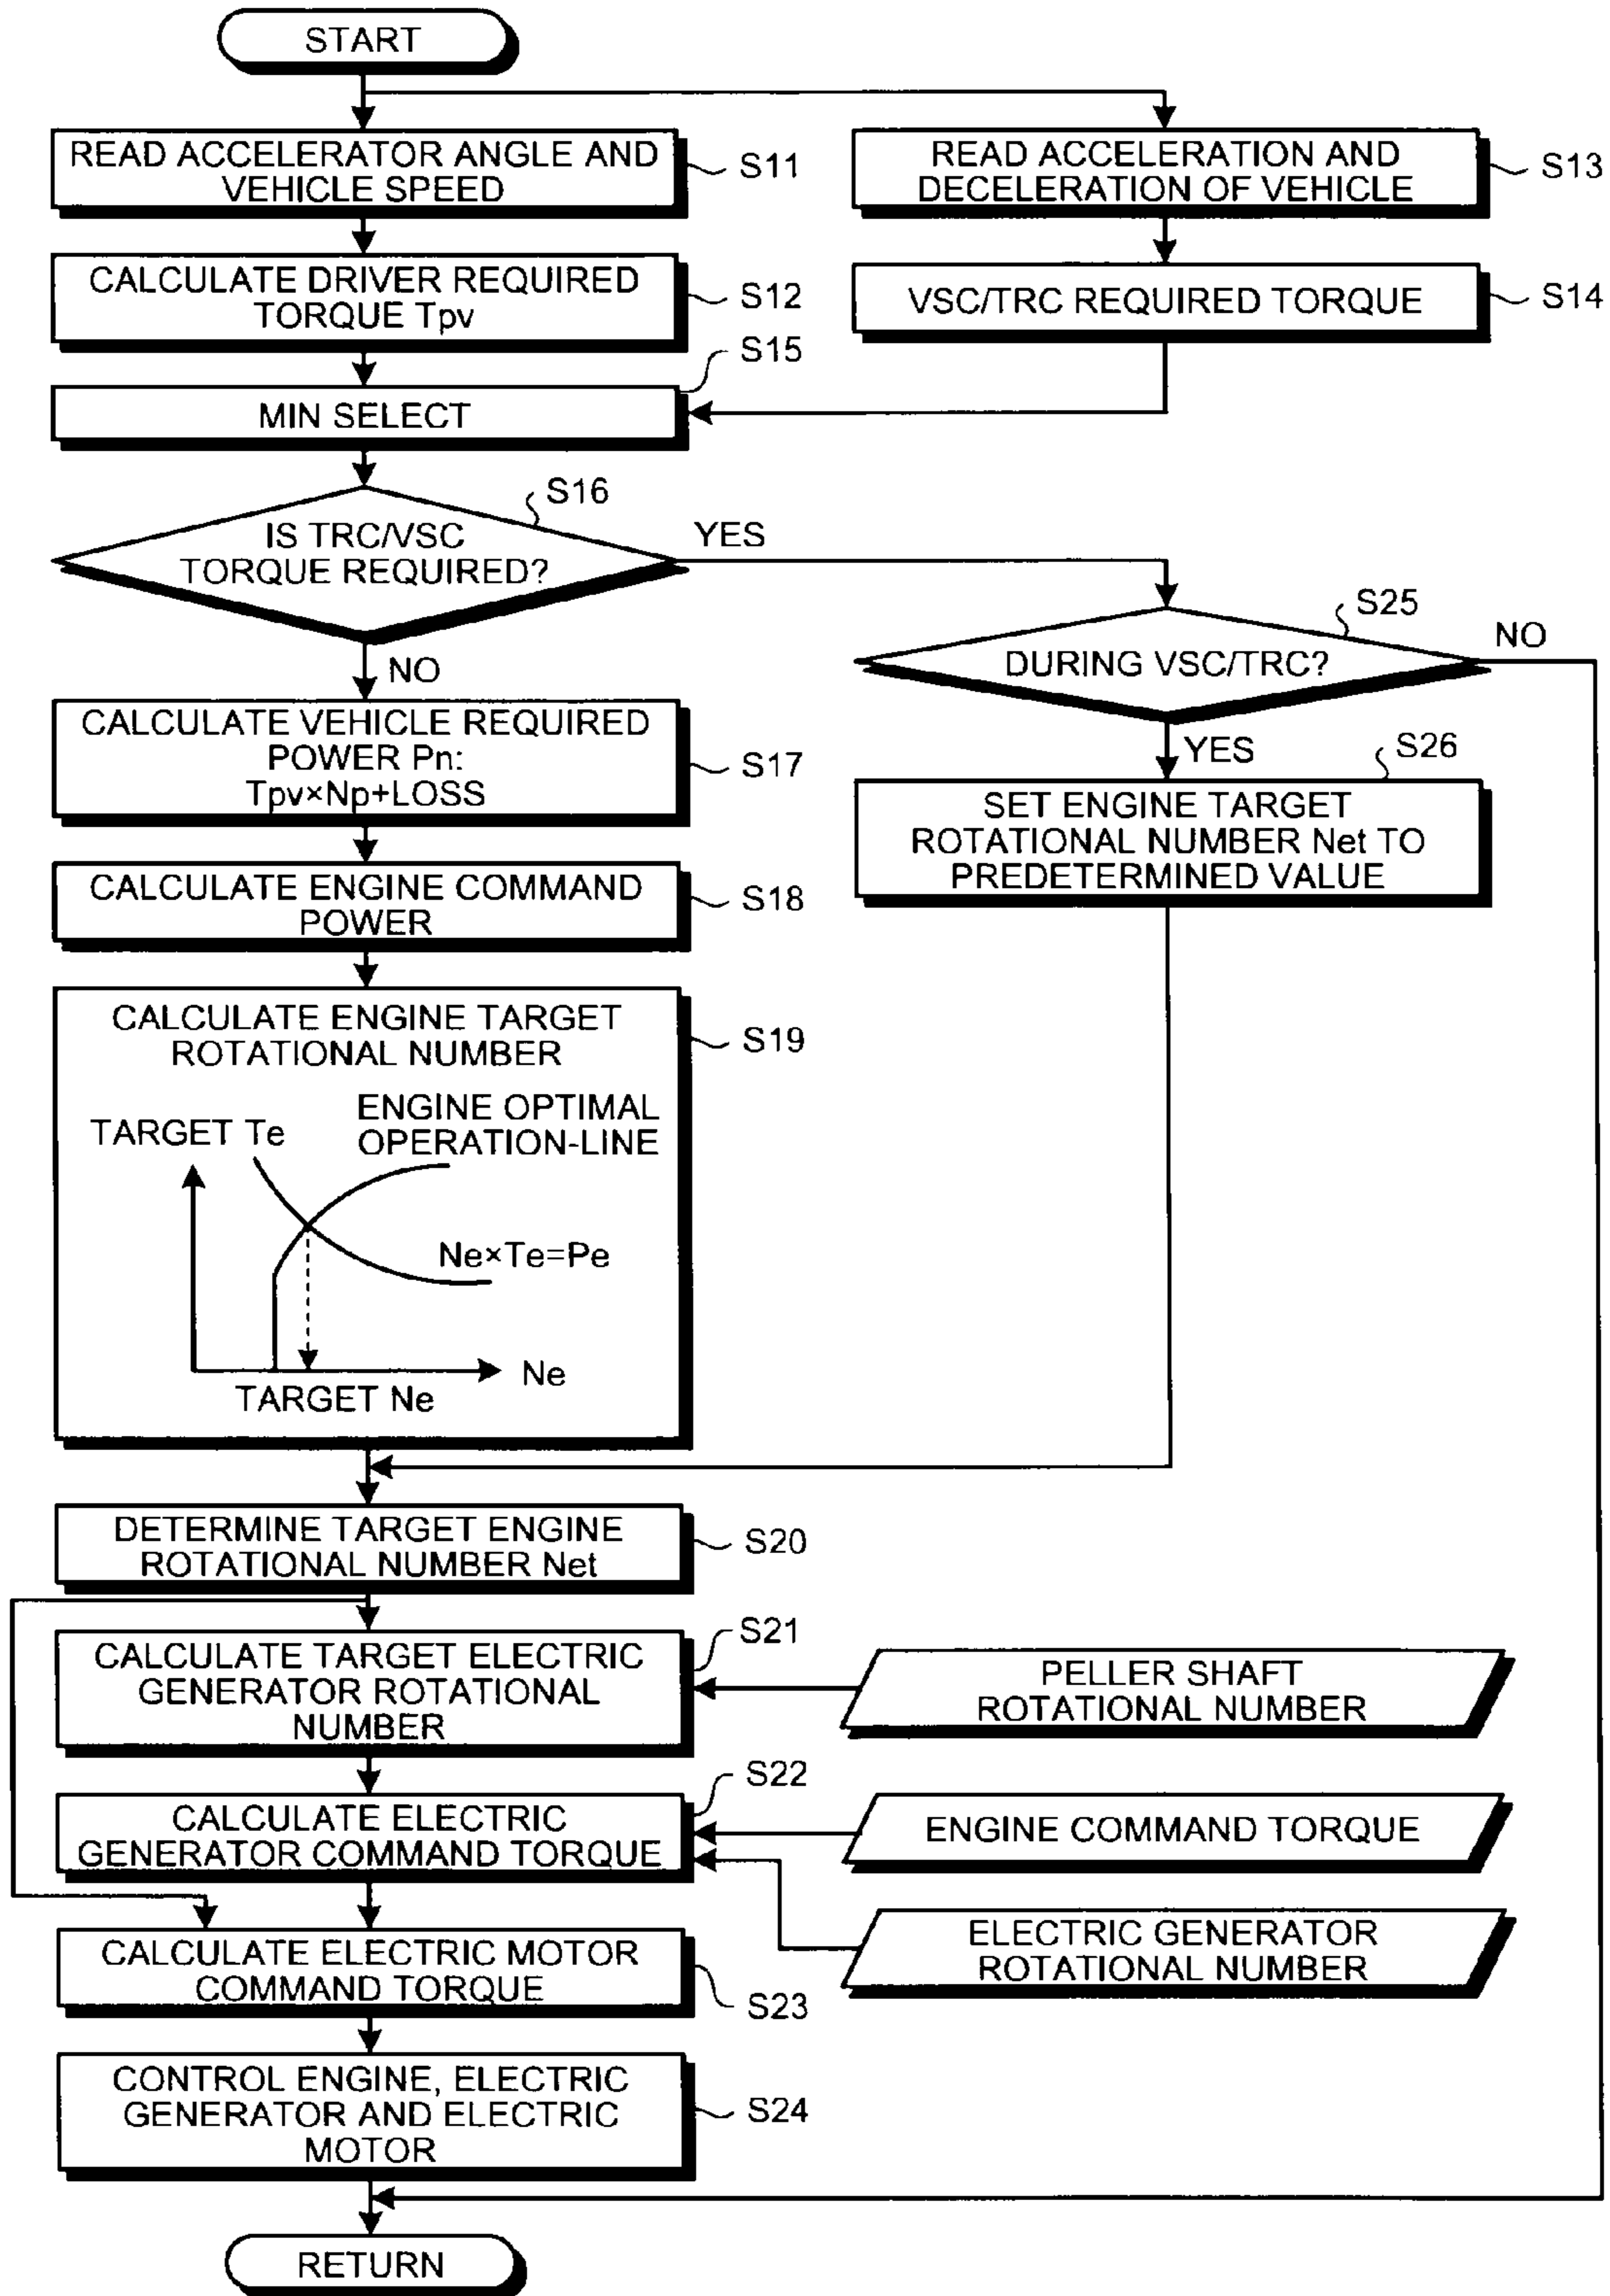 START
READ ACCELERATOR ANGLE AND
VEHICLE SPEED
S11
READ ACCELERATION AND
DECELERATION OF VEHICLE
S13
CALCULATE DRIVER REQUIRED
TORQUE Tpv
S12
VSC/TRC REQUIRED TORQUE
S14
S15
MIN SELECT
S16
IS TRC/VSC
TORQUE REQUIRED?
YES
NO
S25
DURING VSC/TRC?
NO
YES
S26
SET ENGINE TARGET
ROTATIONAL NUMBER Net TO
PREDETERMINED VALUE
CALCULATE VEHICLE REQUIRED
POWER Pn:
Tpv×Np+LOSS
S17
CALCULATE ENGINE COMMAND
POWER
S18
CALCULATE ENGINE TARGET
ROTATIONAL NUMBER
S19
ENGINE OPTIMAL
OPERATION-LINE
TARGET Te
Ne×Te=Pe
Ne
TARGET Ne
DETERMINE TARGET ENGINE
ROTATIONAL NUMBER Net
S20
S21
CALCULATE TARGET ELECTRIC
GENERATOR ROTATIONAL
NUMBER
PELLER SHAFT
ROTATIONAL NUMBER
S22
CALCULATE ELECTRIC
GENERATOR COMMAND TORQUE
ENGINE COMMAND TORQUE
ELECTRIC GENERATOR
ROTATIONAL NUMBER
CALCULATE ELECTRIC MOTOR
COMMAND TORQUE
S23
CONTROL ENGINE, ELECTRIC
GENERATOR AND ELECTRIC
MOTOR
S24
RETURN